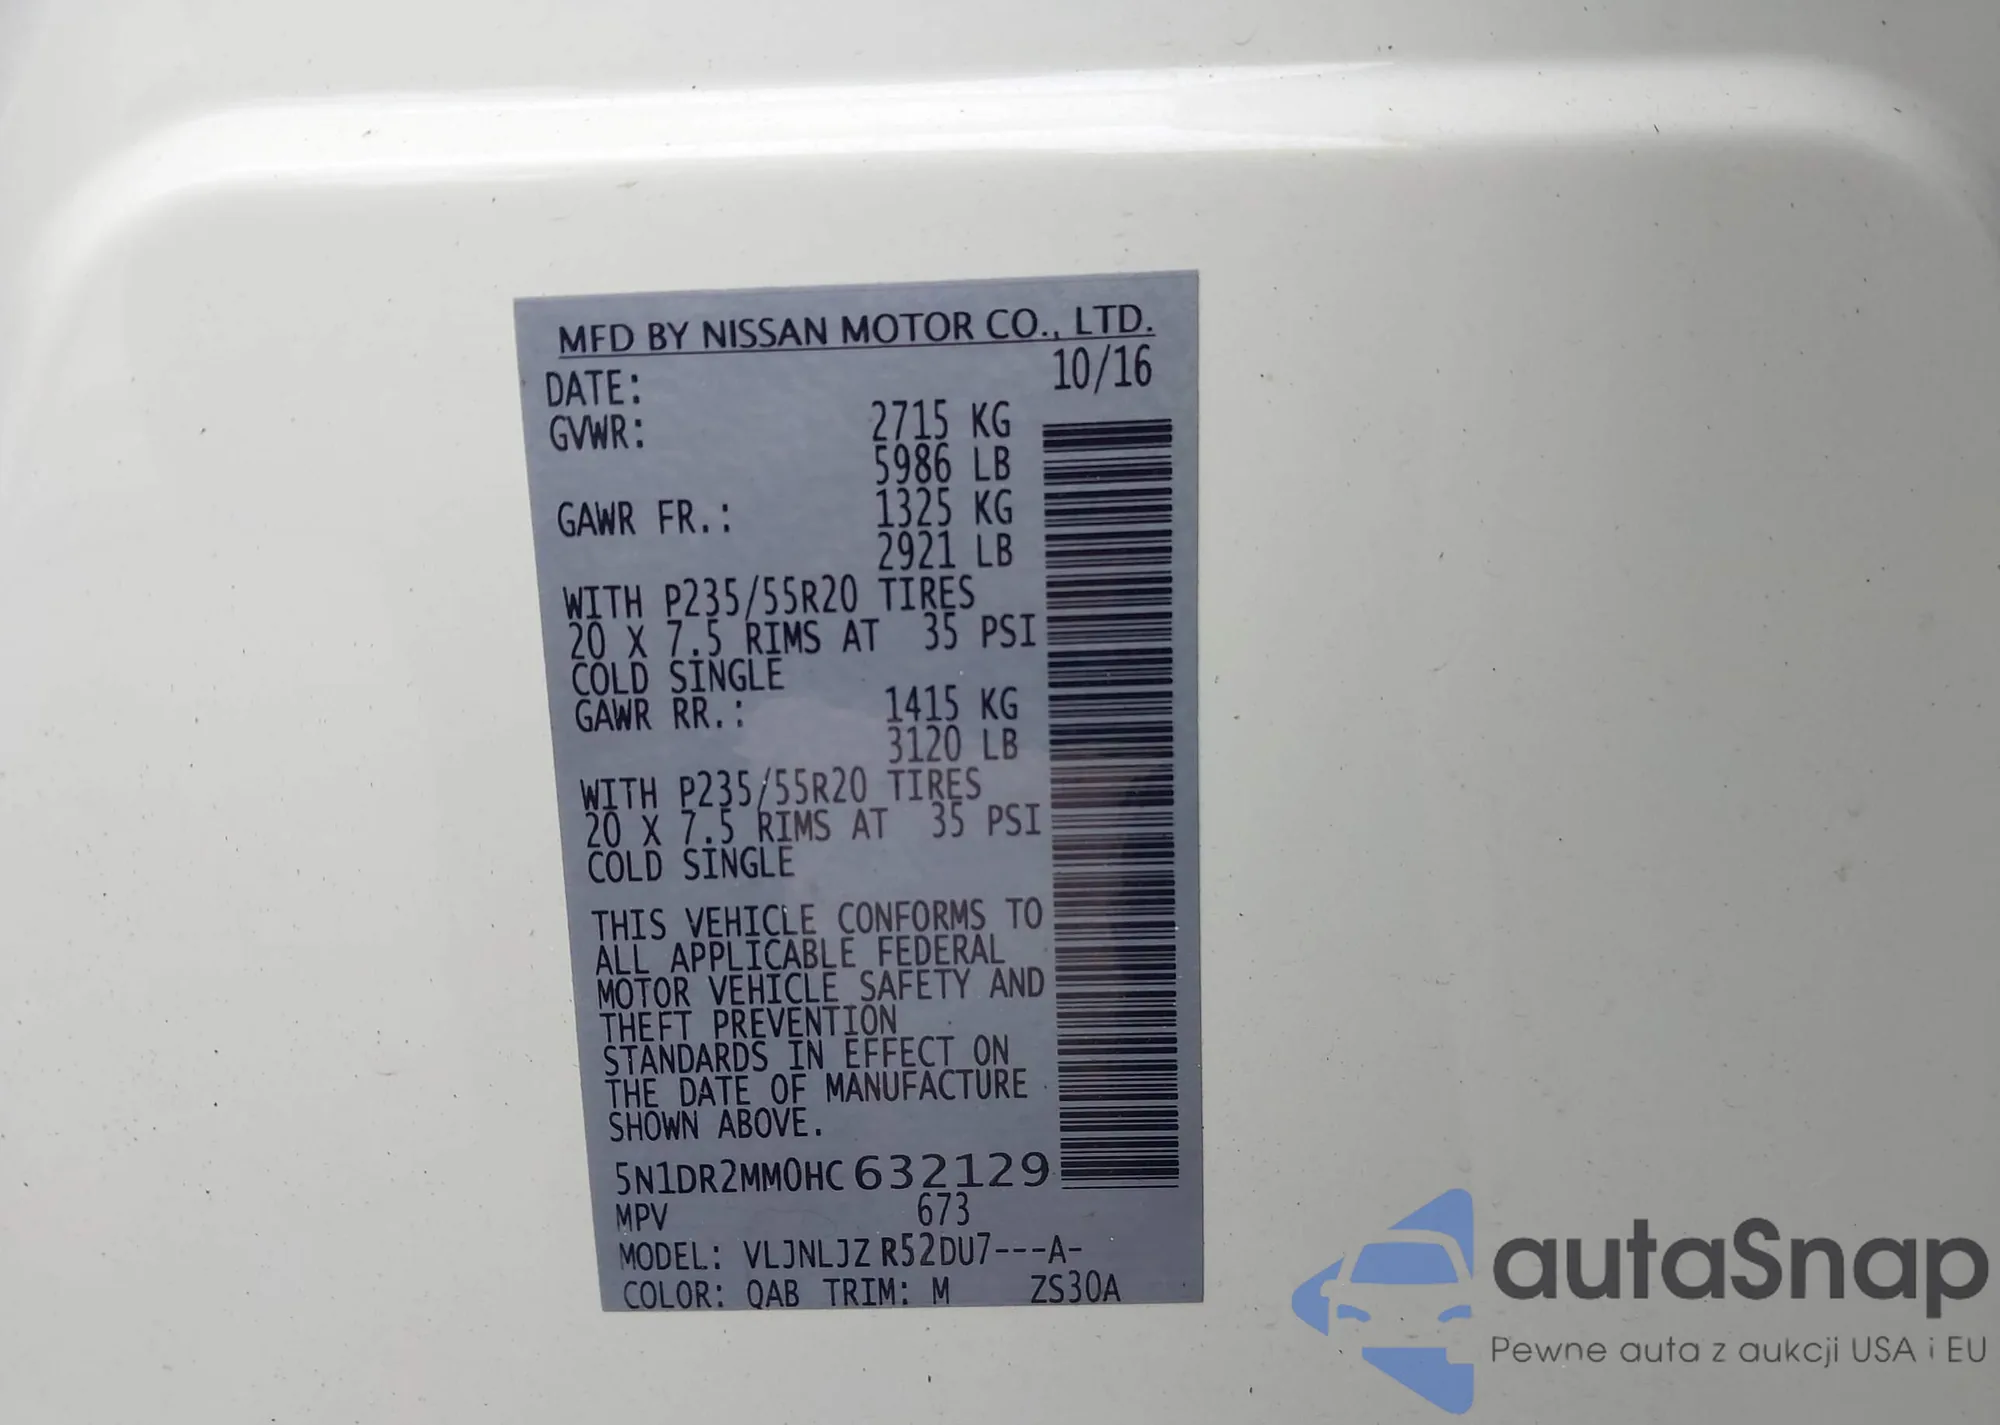 MFD BY NISSAN MOTOR CO., LTD.
DATE: 10/16
GVWR: 2715 KG
5986 LB
GAWR FR.: 1325 KG
2921 LB
WITH P235/55R20 TIRES
20 X 7.5 RIMS AT 35 PSI
COLD SINGLE
GAWR RR.: 1415 KG
3120 LB
WITH P235/55R20 TIRES
20 X 7.5 RIMS AT 35 PSI
COLD SINGLE
THIS VEHICLE CONFORMS TO
ALL APPLICABLE FEDERAL
MOTOR VEHICLE SAFETY AND
THEFT PREVENTION
STANDARDS IN EFFECT ON
THE DATE OF MANUFACTURE
SHOWN ABOVE.
5N1DR2MM0HC632129
MPV 673
MODEL: VLJNLJZ R52DU7---A-
COLOR: QAB TRIM: M ZS30A
autaSnap
Pewne auta z aukcji USA i EU